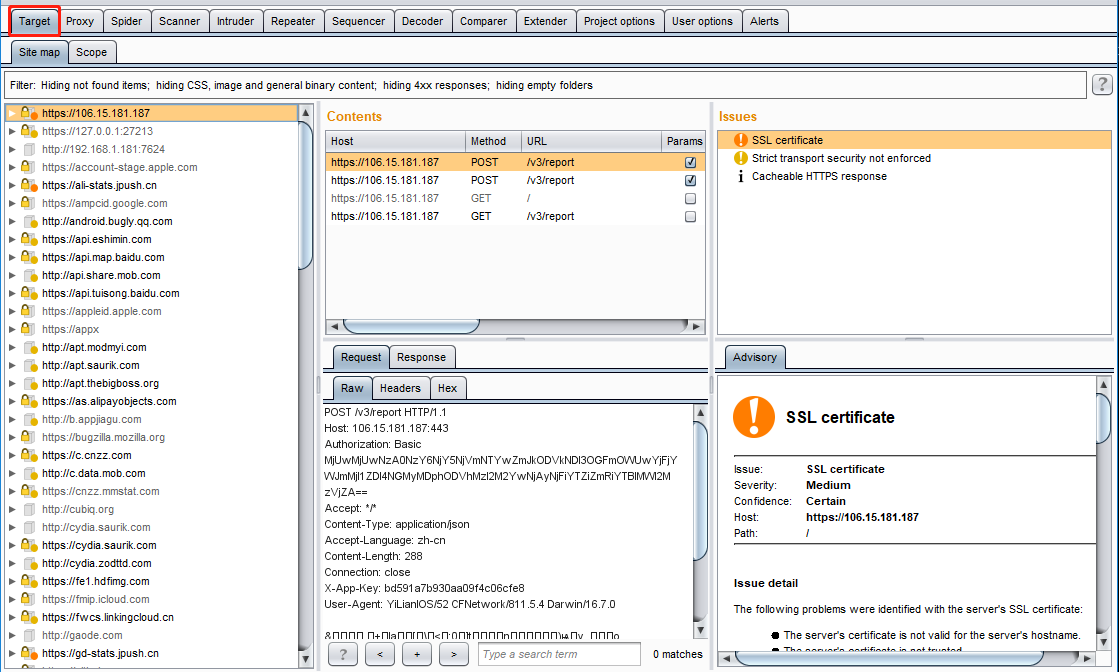 Target Proxy Spider Scanner Intruder Repeater Sequencer Decoder Comparer Extender Project options User options Alerts
Site map Scope
Filter: Hiding not found items; hiding CSS, image and general binary content; hiding 4xx responses; hiding empty folders
?
https://106.15.181.187
https://127.0.0.1:27213
http://192.168.1.181:7624
https://account-stage.apple.com
https://ali-stats.jpush.cn
https://ampcid.google.com
http://android.bugly.qq.com
https://api.eshimin.com
https://api.map.baidu.com
http://api.share.mob.com
https://api.tuisong.baidu.com
https://appleid.apple.com
https://appx
http://apt.modmyi.com
http://apt.saurik.com
http://apt.thebigboss.org
https://as.alipayobjects.com
http://b.appjiagu.com
https://bugzilla.mozilla.org
https://c.cnzz.com
http://c.data.mob.com
https://cnzz.mmstat.com
http://cubiq.org
http://cydia.saurik.com
https://cydia.saurik.com
http://cydia.zodttd.com
https://fe1.hdfimg.com
https://fmip.icloud.com
https://fwcs.linkingcloud.cn
http://gaode.com
https://gd-stats.jpush.cn
Contents
Host Method URL Params
https://106.15.181.187 POST /v3/report
https://106.15.181.187 POST /v3/report
https://106.15.181.187 GET /
https://106.15.181.187 GET /v3/report
Request Response
Raw Headers Hex
POST /v3/report HTTP/1.1
Host: 106.15.181.187:443
Authorization: Basic
Accept: */*
Content-Type: application/json
Accept-Language: zh-cn
Content-Length: 288
Connection: close
X-App-Key: bd591a7b930aa09f4c06cfe8
User-Agent: YiLianIOS/52 CFNetwork/811.5.4 Darwin/16.7.0
? < + > Type a search term 0 matches
Issues
SSL certificate
Strict transport security not enforced
Cacheable HTTPS response
Advisory
SSL certificate
Issue: SSL certificate
Severity: Medium
Confidence: Certain
Host: https://106.15.181.187
Path: /
Issue detail
The following problems were identified with the server's SSL certificate:
The server's certificate is not valid for the server's hostname.
The server's certificate is not trusted.